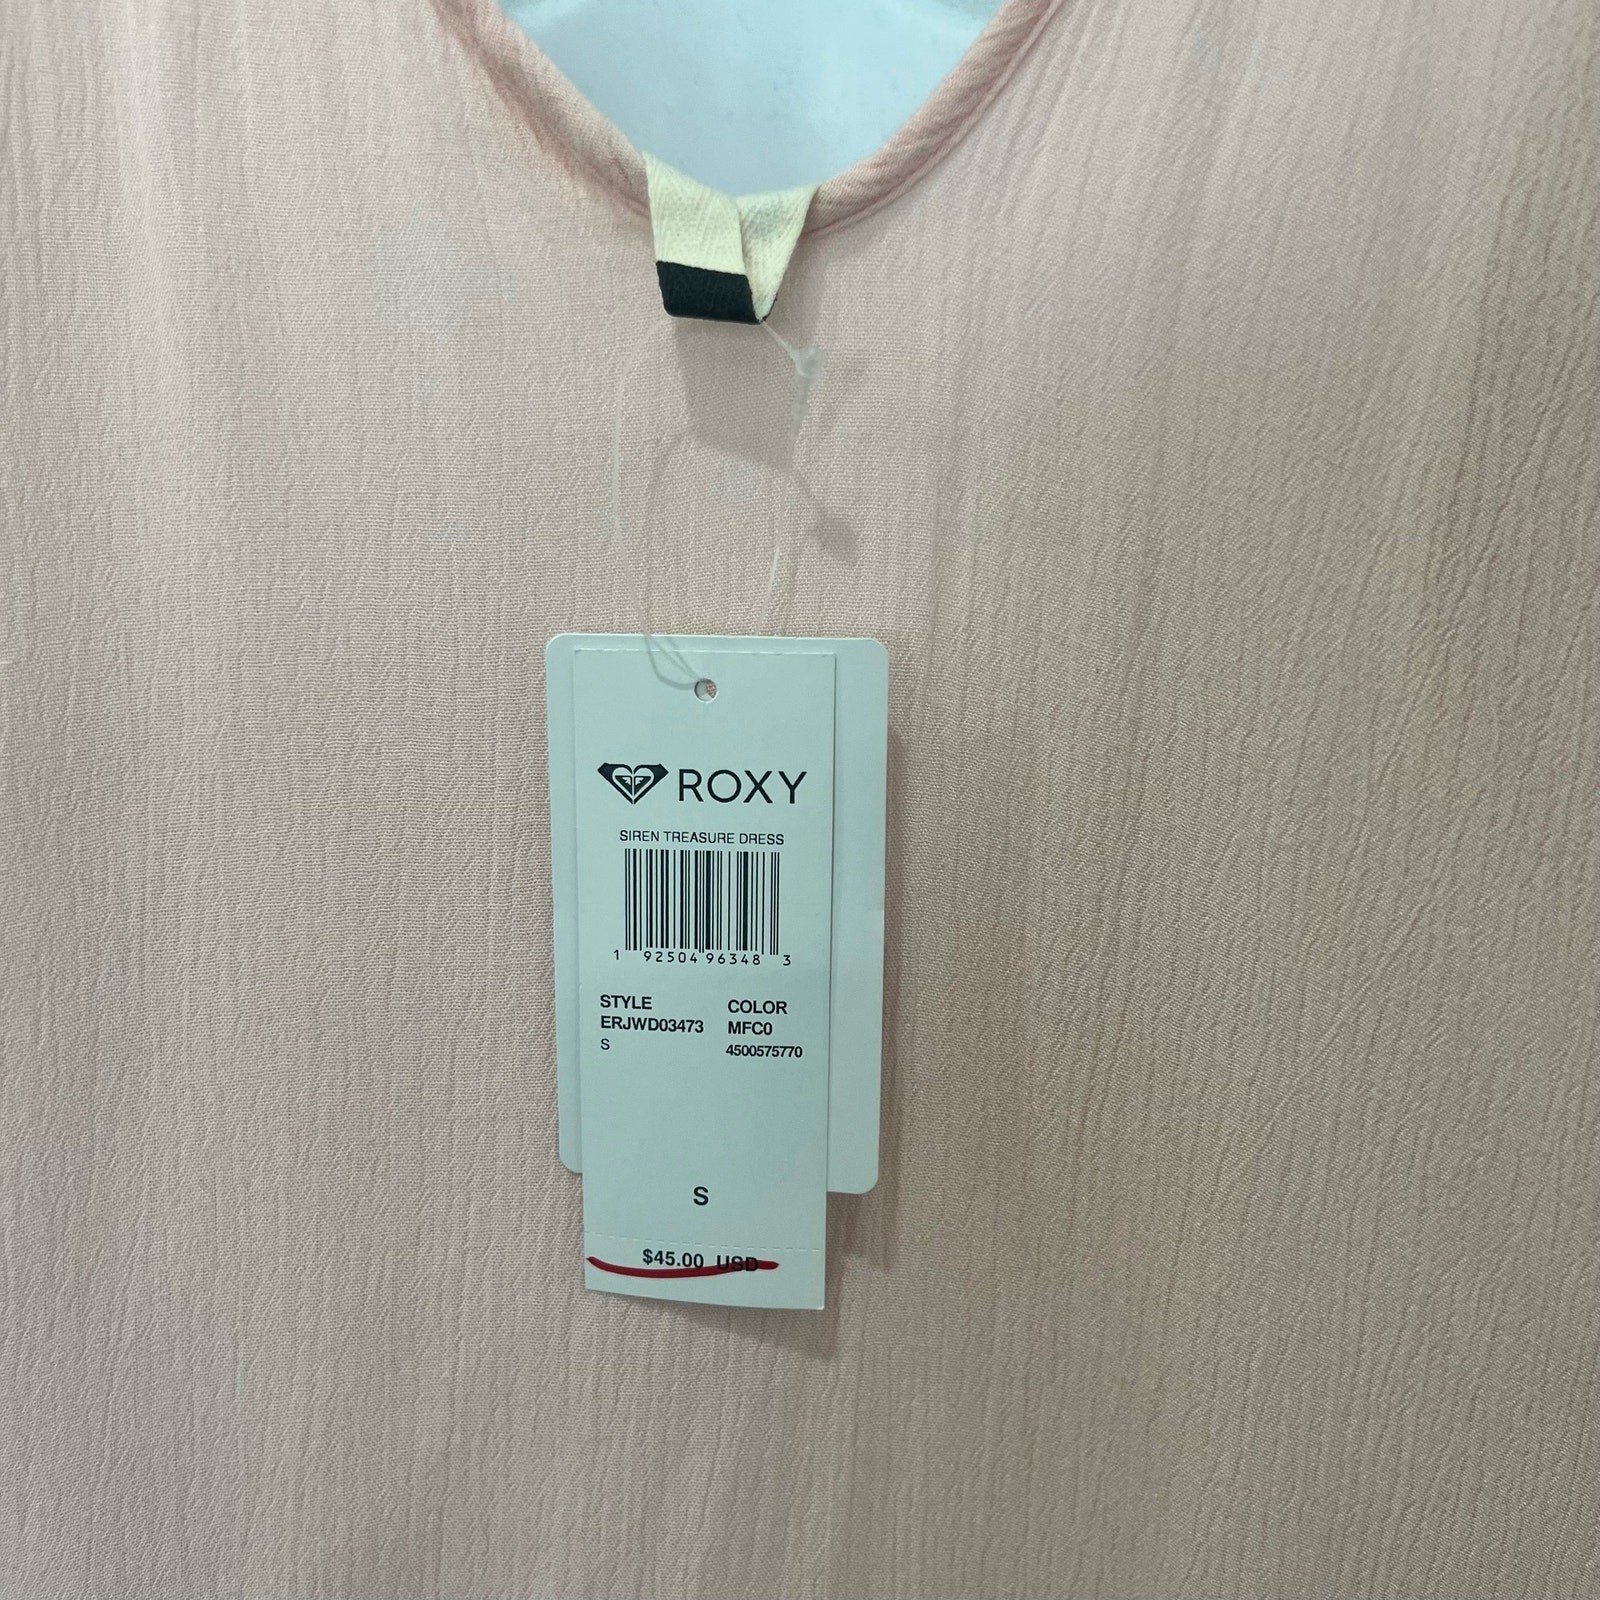 ROXY
SIREN TREASURE DRESS
1 92504 96348 3
STYLE COLOR
ERJWD03473 MFC0
S 4500575770
S
$45.00 USD